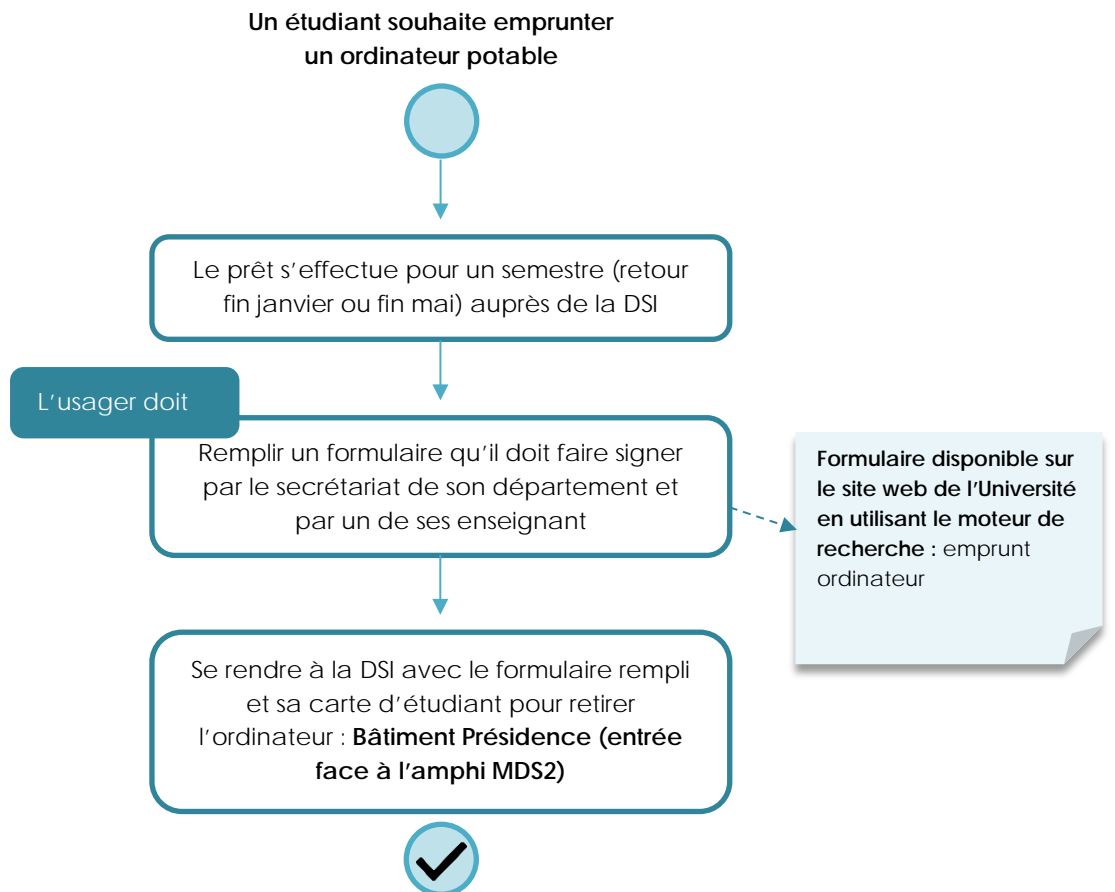 Un étudiant souhaite emprunter
un ordinateur potable
Le prêt s’effectue pour un semestre (retour
fin janvier ou fin mai) auprès de la DSI
L’usager doit
Remplir un formulaire qu’il doit faire signer
par le secrétariat de son département et
par un de ses enseignant
Formulaire disponible sur
le site web de l’Université
en utilisant le moteur de
recherche : emprunt
ordinateur
Se rendre à la DSI avec le formulaire rempli
et sa carte d’étudiant pour retirer
l’ordinateur : Bâtiment Présidence (entrée
face à l’amphi MDS2)